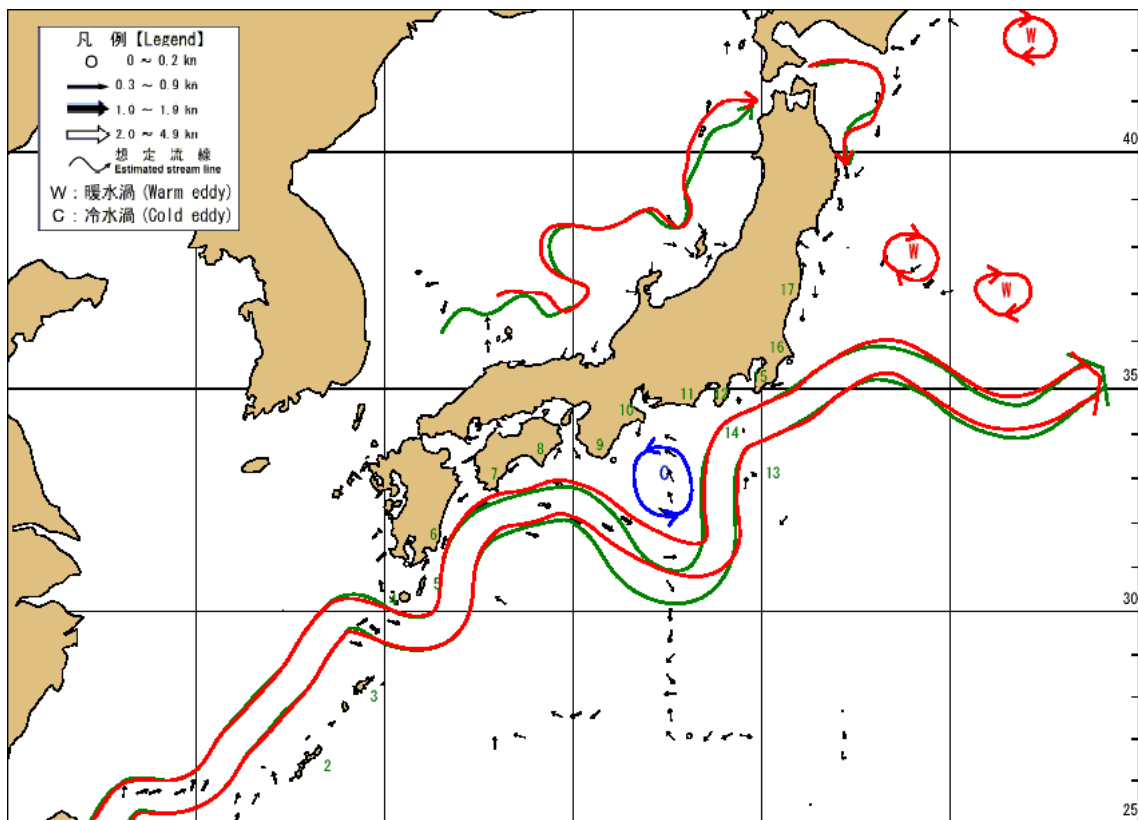 凡 例【Legend】
0 ～ 0.2 kn
0.3 ～ 0.9 kn
1.0 ～ 1.9 kn
2.0 ～ 4.9 kn
想 定 流 線
Estimated stream line
W : 暖水渦 (Warm eddy)
C : 冷水渦 (Cold eddy)
W
40
W
W
17
16
35
15
12
11
10
14
8
9
7
C
13
6
5
4
30
3
2
25